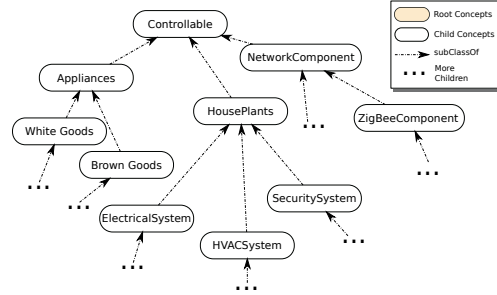 Controllable
Root Concepts
Child Concepts
subClassOf
... More
Children
NetworkComponent
Appliances
HousePlants
ZigBeeComponent
White Goods
...
Brown Goods
...
...
...
SecuritySystem
ElectricalSystem
...
HVACSystem
...
...